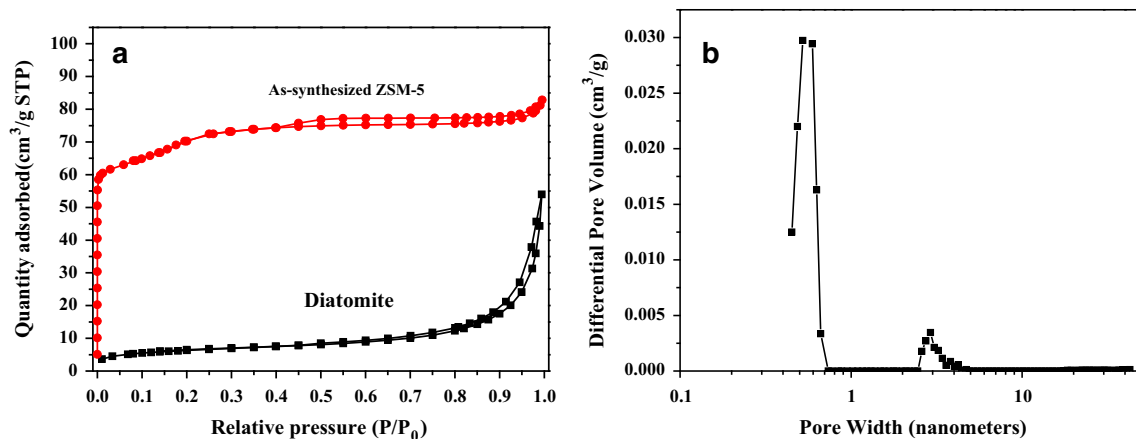 a
As-synthesized ZSM-5
Diatomite
Quantity adsorbed(cm³/g STP)
100
90
80
70
60
50
40
30
20
10
0
0.0 0.1 0.2 0.3 0.4 0.5 0.6 0.7 0.8 0.9 1.0
Relative pressure (P/P₀)
b
Differential Pore Volume (cm³/g)
0.030
0.025
0.020
0.015
0.010
0.005
0.000
0.1 1 10
Pore Width (nanometers)